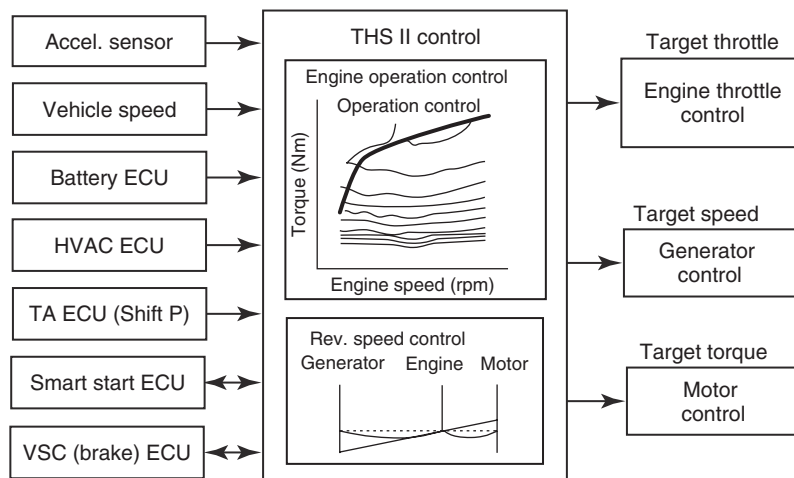 Accel. sensor
Vehicle speed
Battery ECU
HVAC ECU
TA ECU (Shift P)
Smart start ECU
VSC (brake) ECU
THS II control
Engine operation control
Operation control
Torque (Nm)
Engine speed (rpm)
Rev. speed control
Generator Engine Motor
Target throttle
Engine throttle
control
Target speed
Generator
control
Target torque
Motor
control